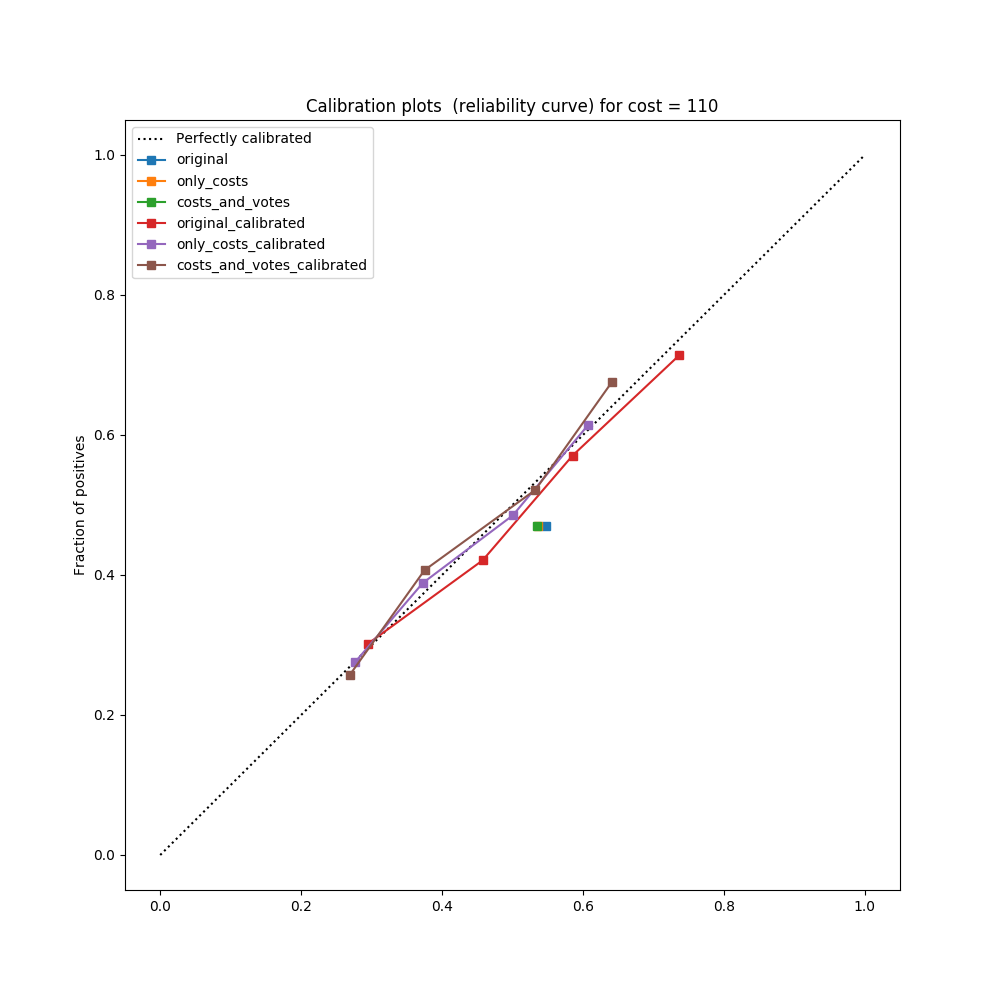 Calibration plots  (reliability curve) for cost = 110
Perfectly calibrated
original
only_costs
costs_and_votes
original_calibrated
only_costs_calibrated
costs_and_votes_calibrated
Fraction of positives
1.0
0.8
0.6
0.4
0.2
0.0
0.0 0.2 0.4 0.6 0.8 1.0